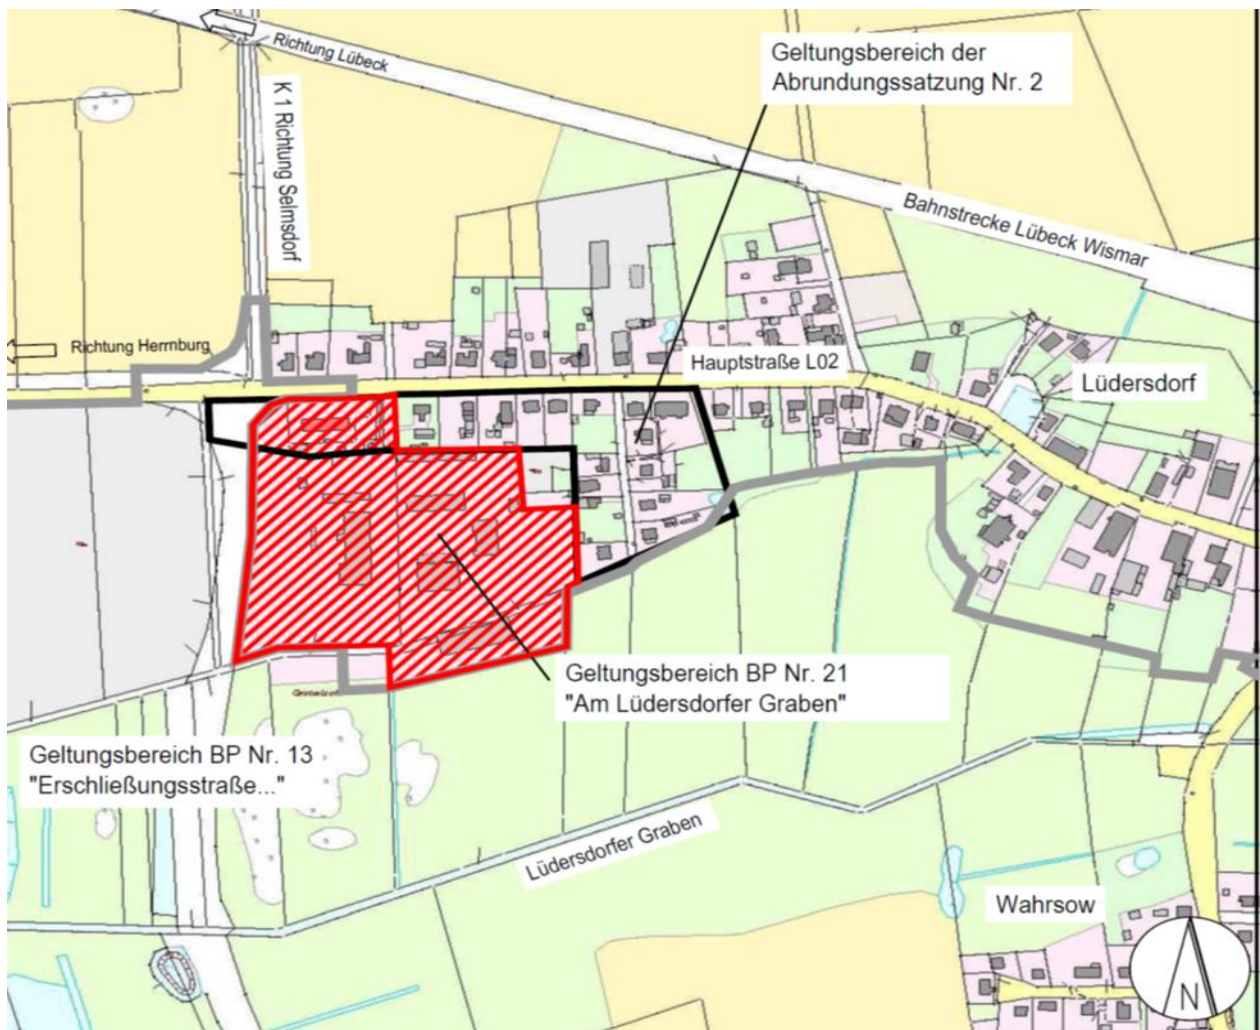 Richtung Lübeck
K 1 Richtung Selmsdorf
Geltungsbereich der
Abrundungssatzung Nr. 2
Bahnstrecke Lübeck Wismar
Richtung Herrnburg
Hauptstraße L02
Lüdersdorf
Geltungsbereich BP Nr. 21
"Am Lüdersdorfer Graben"
Geltungsbereich BP Nr. 13
"Erschließungsstraße..."
Lüdersdorfer Graben
Wahrsow
N